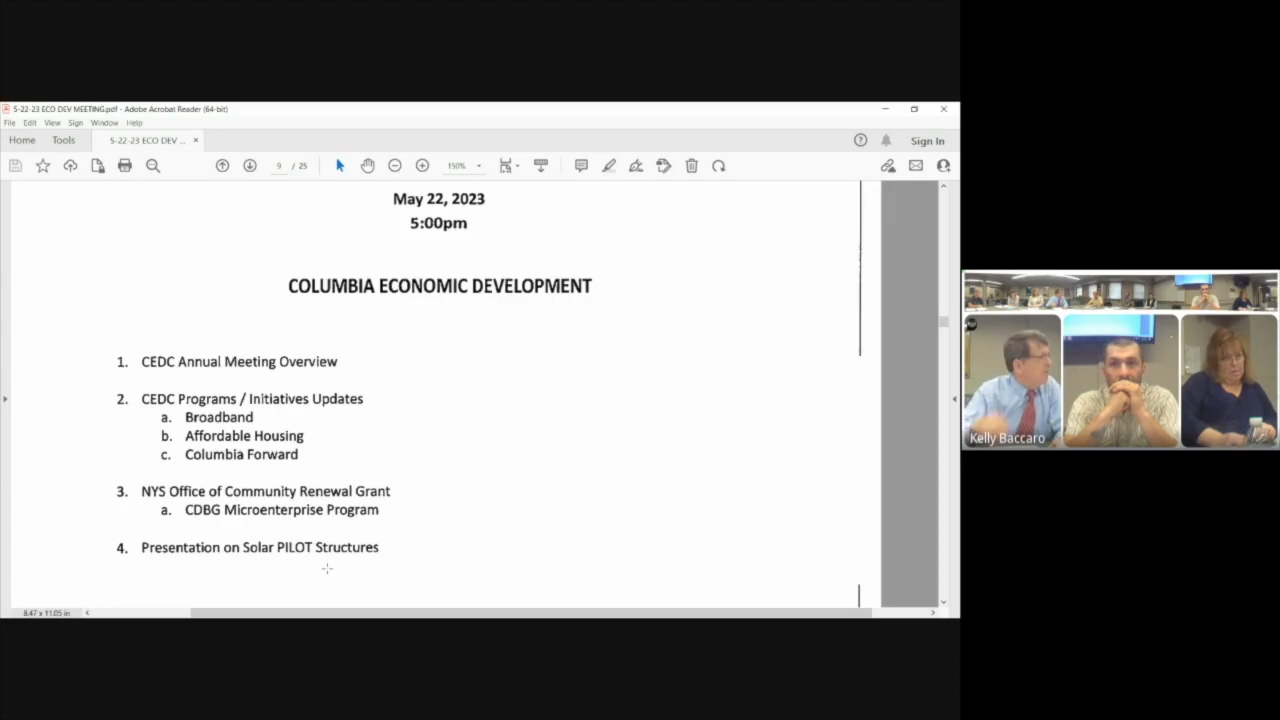 5-22-23 ECO DEV MEETING.pdf - Adobe Acrobat Reader (64-bit)
File Edit View Sign Window Help
Home Tools 5-22-23 ECO DEV ... × Sign In
9 / 25 150%
May 22, 2023
5:00pm
COLUMBIA ECONOMIC DEVELOPMENT
1. CEDC Annual Meeting Overview
2. CEDC Programs / Initiatives Updates
a. Broadband
b. Affordable Housing
c. Columbia Forward
3. NYS Office of Community Renewal Grant
a. CDBG Microenterprise Program
4. Presentation on Solar PILOT Structures
8.47 x 11.05 in
Kelly Baccaro